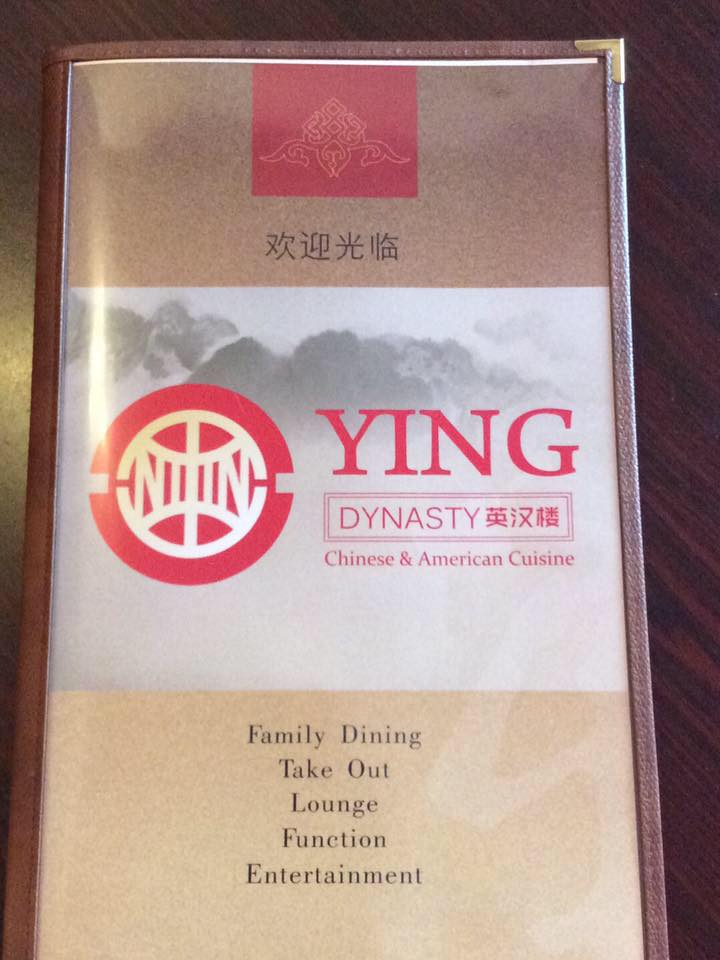 欢迎光临
YING
DYNASTY 英汉楼
Chinese & American Cuisine
Family Dining
Take Out
Lounge
Function
Entertainment